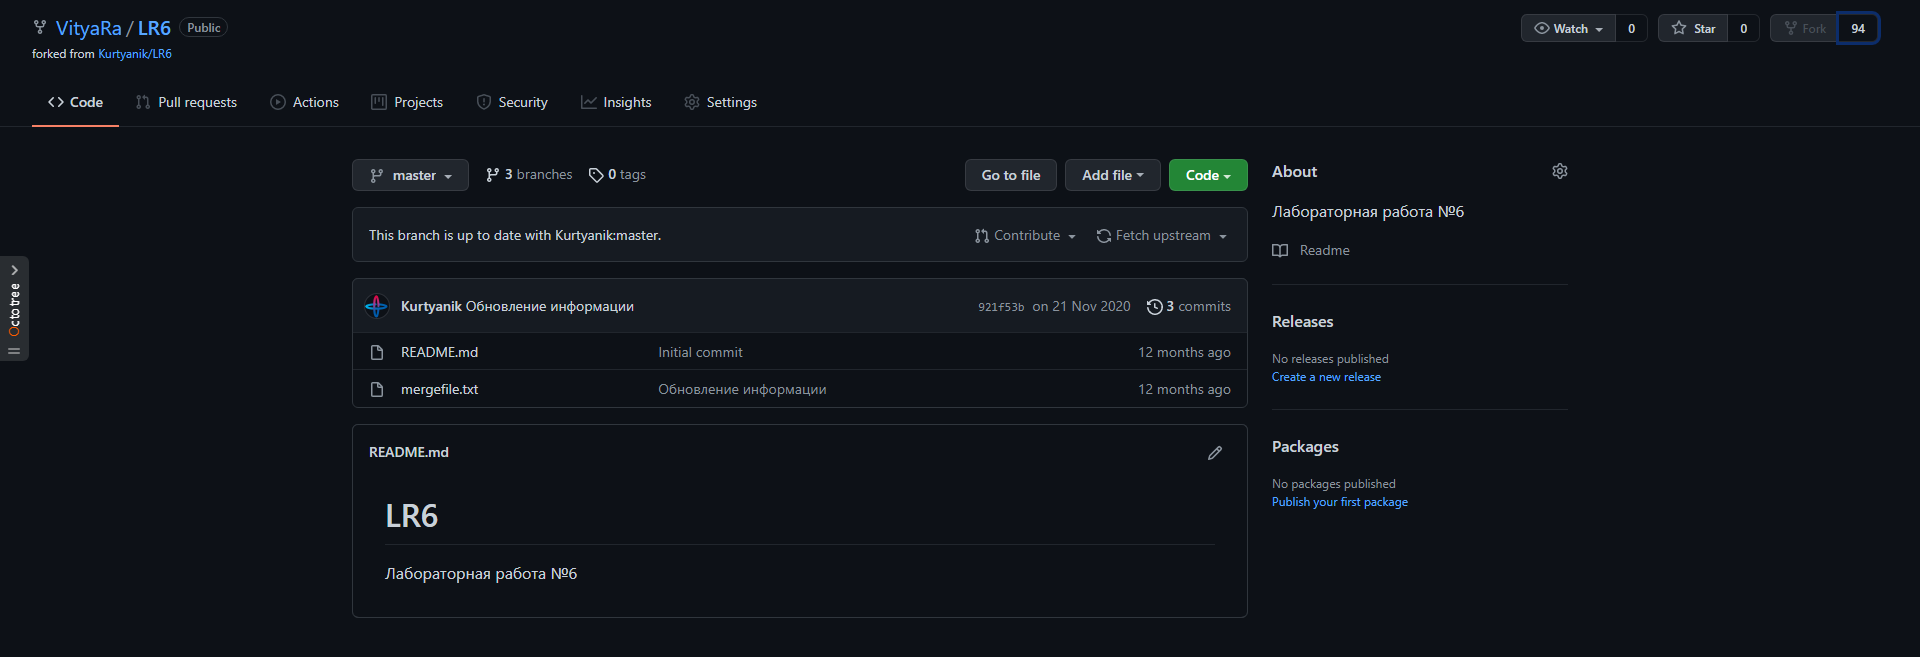 VityaRa / LR6 Public
Watch 0 Star 0 Fork 94
forked from Kurtyanik/LR6
Code Pull requests Actions Projects Security Insights Settings
master 3 branches 0 tags Go to file Add file Code
This branch is up to date with Kurtyanik:master. Contribute Fetch upstream
Kurtyanik Обновление информации 921f53b on 21 Nov 2020 3 commits
README.md Initial commit 12 months ago
mergefile.txt Обновление информации 12 months ago
README.md
LR6
Лабораторная работа №6
About
Лабораторная работа №6
Readme
Releases
No releases published
Create a new release
Packages
No packages published
Publish your first package
Octotree